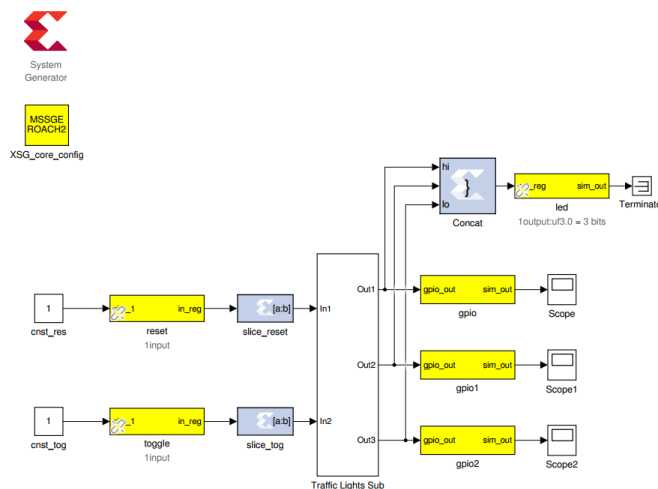 System
Generator
MSSGE
ROACH2
XSG_core_config
hi
}
lo
Concat
_reg sim_out
led
1output:uf3.0 = 3 bits
Terminato
1
cnst_res
_1 in_reg
reset
1input
[a:b]
slice_reset
In1
Out1
gpio_out sim_out
gpio
Scope
Out2
gpio_out sim_out
gpio1
Scope1
1
cnst_tog
_1 in_reg
toggle
1input
[a:b]
slice_tog
In2
Out3
gpio_out sim_out
gpio2
Scope2
Traffic Lights Sub